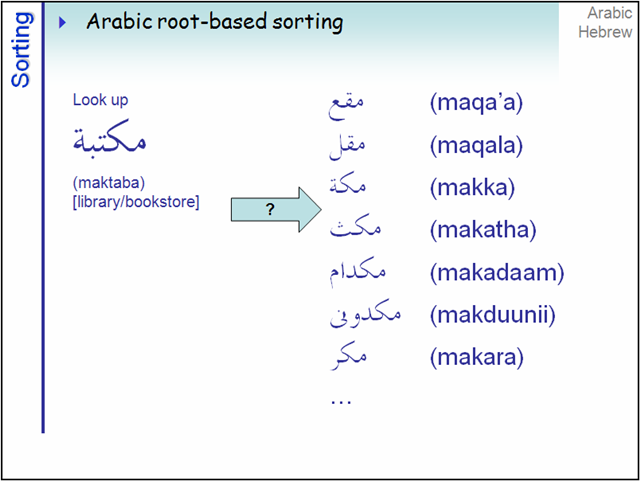 Sorting
Arabic root-based sorting
Arabic
Hebrew
Look up
مكتبة
(maktaba)
[library/bookstore]
?
مقع (maqa’a)
مقل (maqala)
مكة (makka)
مكث (makatha)
مكدام (makadaam)
مكدونى (makduunii)
مكر (makara)
…